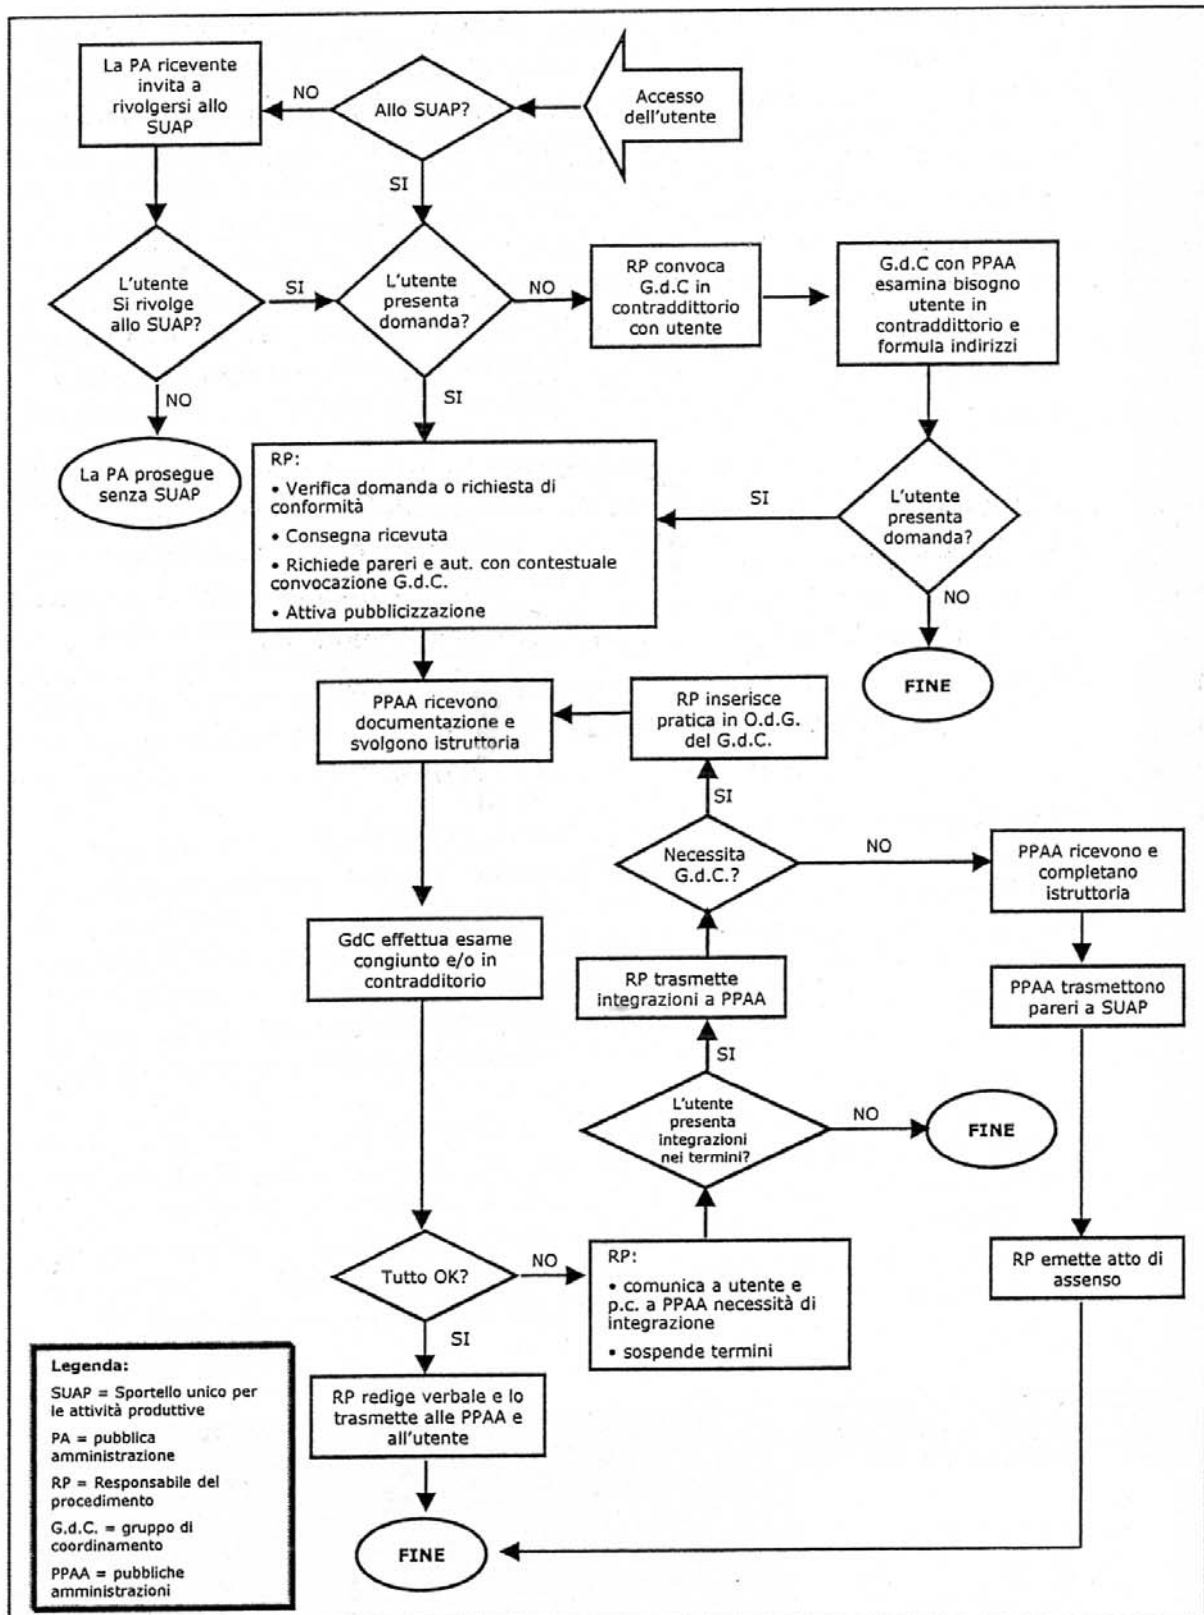 La PA ricevente
invita a
rivolgersi allo
SUAP
NO
Allo SUAP?
Accesso
dell'utente
SI
L'utente
Si rivolge
allo SUAP?
SI
L'utente
presenta
domanda?
NO
RP convoca
G.d.C in
contraddittorio
con utente
G.d.C con PPAA
esamina bisogno
utente in
contraddittorio e
formula indirizzi
NO
SI
La PA prosegue
senza SUAP
RP:
• Verifica domanda o richiesta di
conformità
• Consegna ricevuta
• Richiede pareri e aut. con contestuale
convocazione G.d.C.
• Attiva pubblicizzazione
SI
L'utente
presenta
domanda?
NO
FINE
PPAA ricevono
documentazione e
svolgono istruttoria
RP inserisce
pratica in O.d.G.
del G.d.C.
SI
Necessita
G.d.C.?
NO
PPAA ricevono e
completano
istruttoria
GdC effettua esame
congiunto e/o in
contradditorio
RP trasmette
integrazioni a PPAA
PPAA trasmettono
pareri a SUAP
SI
L'utente
presenta
integrazioni
nei termini?
NO
FINE
Tutto OK?
NO
RP:
• comunica a utente e
p.c. a PPAA necessità di
integrazione
• sospende termini
RP emette atto di
assenso
SI
RP redige verbale e lo
trasmette alle PPAA e
all'utente
FINE
Legenda:
SUAP = Sportello unico per
le attività produttive
PA = pubblica
amministrazione
RP = Responsabile del
procedimento
G.d.C. = gruppo di
coordinamento
PPAA = pubbliche
amministrazioni